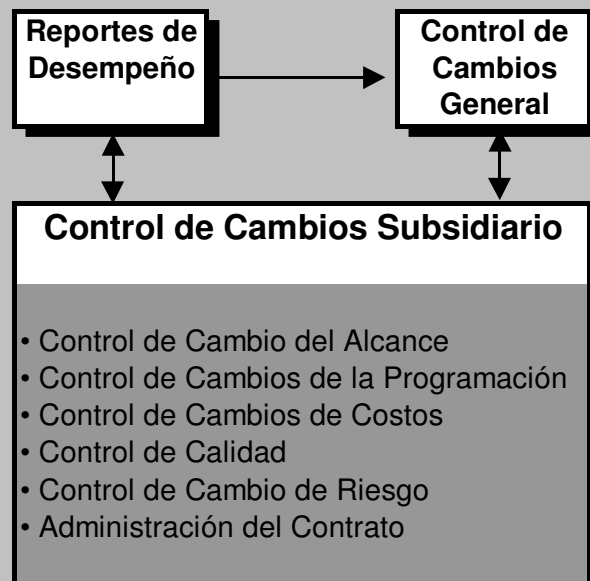 Reportes de
Desempeño
Control de
Cambios
General
Control de Cambios Subsidiario
• Control de Cambio del Alcance
• Control de Cambios de la Programación
• Control de Cambios de Costos
• Control de Calidad
• Control de Cambio de Riesgo
• Administración del Contrato